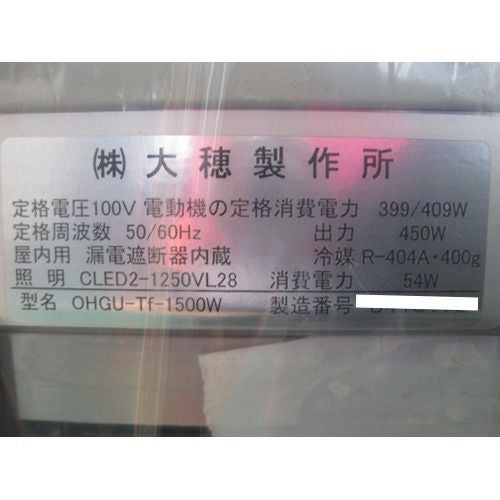 ㈱大穂製作所
定格電圧100V 電動機の定格消費電力 399/409W
定格周波数 50/60Hz 出力 450W
屋内用 漏電遮断器内蔵 冷媒 R-404A・400g
照明 CLED2-1250VL28 消費電力 54W
型名 OHGU-Tf-1500W 製造番号